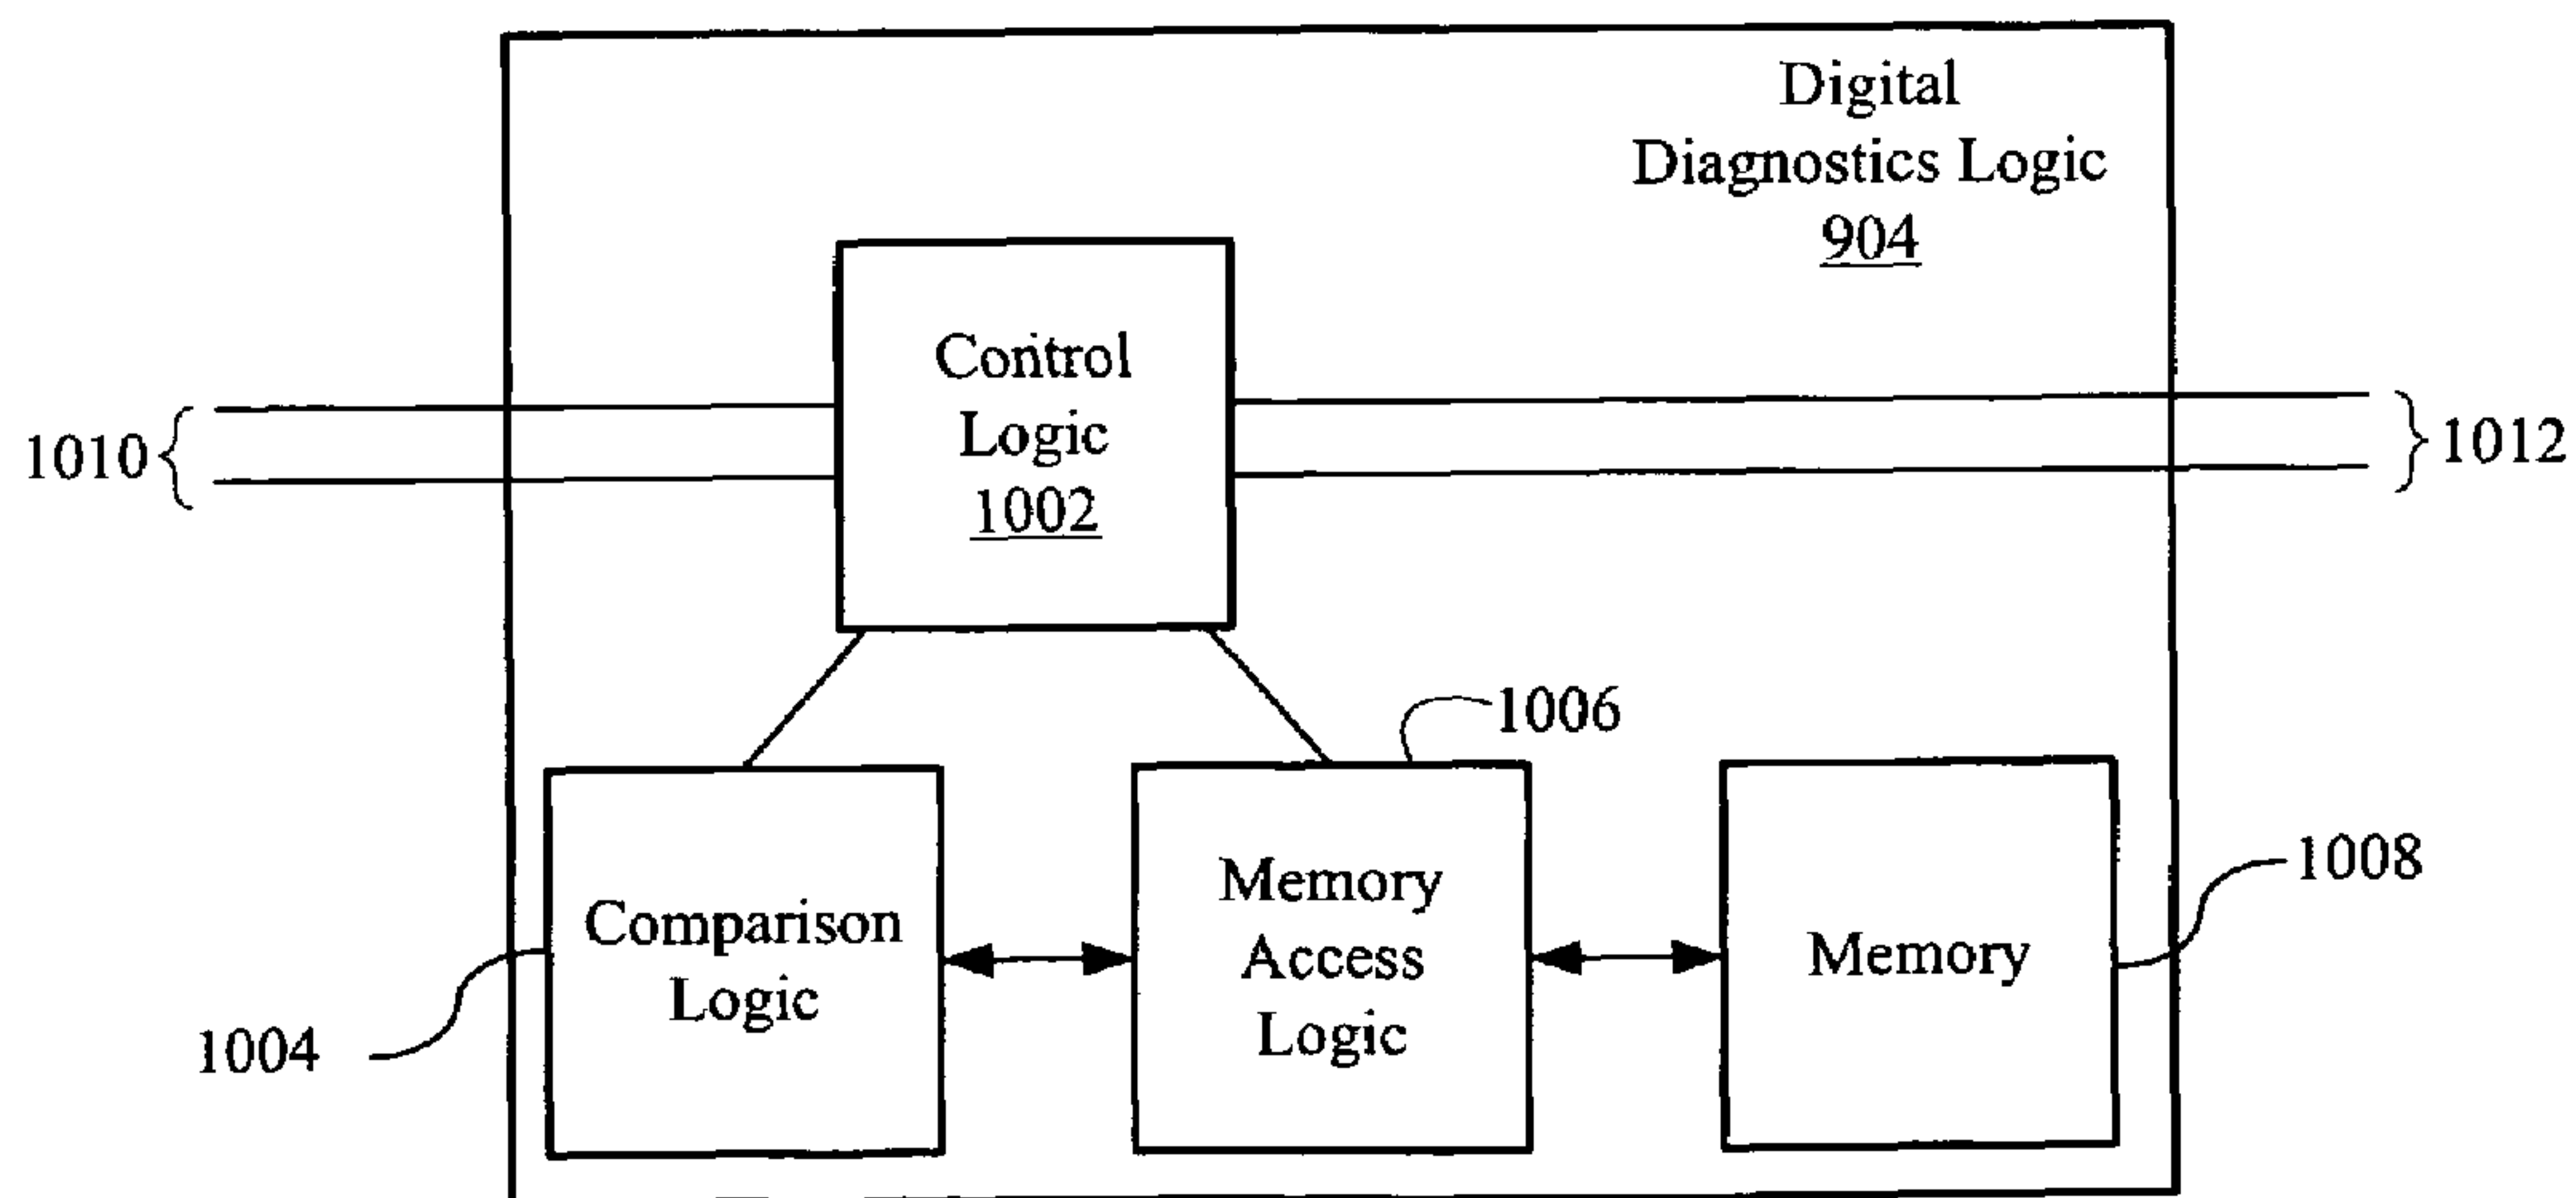 Digital
Diagnostics Logic
904
Control
Logic
1002
1010
1012
1006
1008
Comparison
Logic
Memory
Access
Logic
Memory
1004